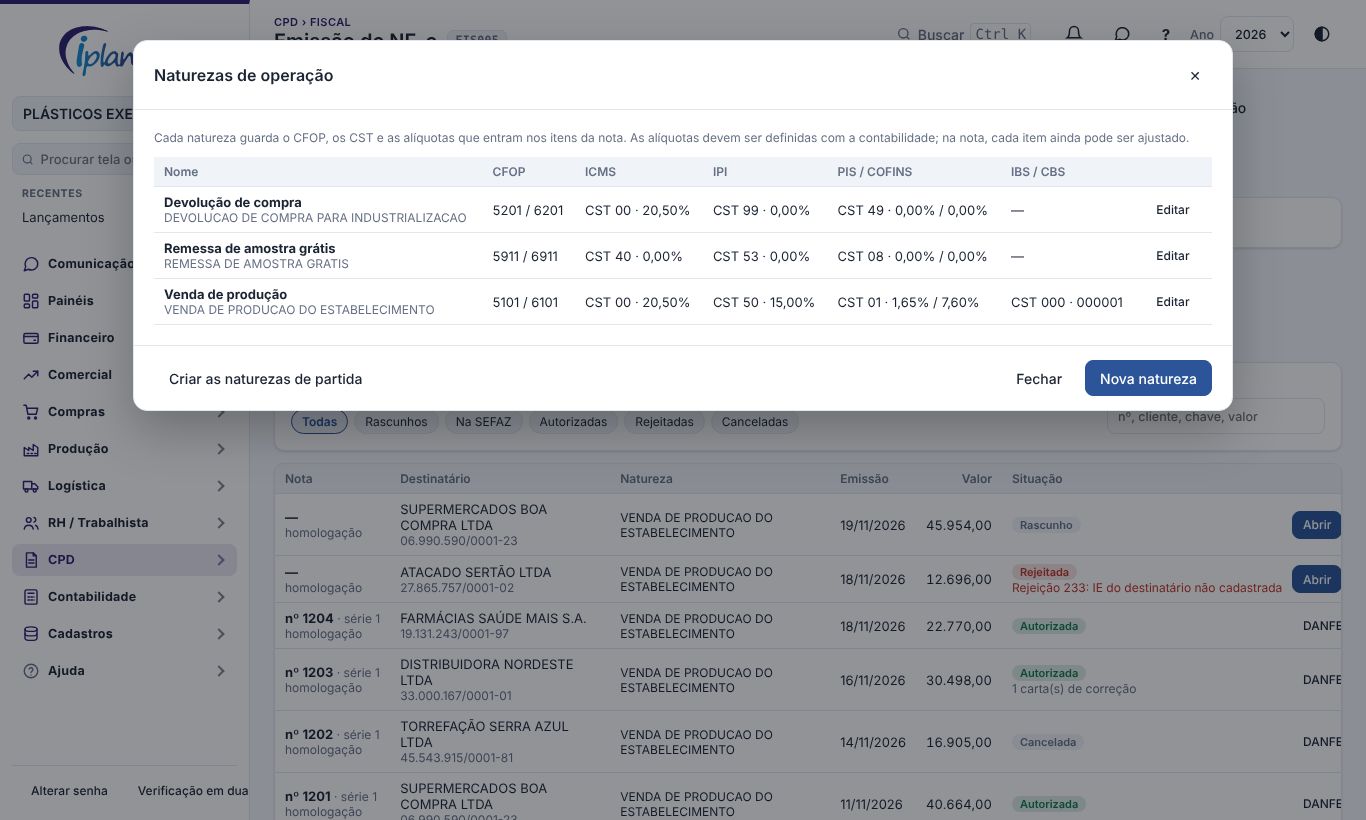 CPD › FISCAL
Emissão de NF-e FIS005
Buscar Ctrl K
? Ano 2026
iplan
PLÁSTICOS EXE
Procurar tela o
RECENTES
Lançamentos
Comunicação
Painéis
Financeiro
Comercial
Compras
Produção
Logística
RH / Trabalhista
CPD
Contabilidade
Cadastros
Ajuda
Alterar senha Verificação em dua
Naturezas de operação ×
Cada natureza guarda o CFOP, os CST e as alíquotas que entram nos itens da nota. As alíquotas devem ser definidas com a contabilidade; na nota, cada item ainda pode ser ajustado.
Nome CFOP ICMS IPI PIS / COFINS IBS / CBS
Devolução de compra
DEVOLUCAO DE COMPRA PARA INDUSTRIALIZACAO
5201 / 6201 CST 00 · 20,50% CST 99 · 0,00% CST 49 · 0,00% / 0,00% — Editar
Remessa de amostra grátis
REMESSA DE AMOSTRA GRATIS
5911 / 6911 CST 40 · 0,00% CST 53 · 0,00% CST 08 · 0,00% / 0,00% — Editar
Venda de produção
VENDA DE PRODUCAO DO ESTABELECIMENTO
5101 / 6101 CST 00 · 20,50% CST 50 · 15,00% CST 01 · 1,65% / 7,60% CST 000 · 000001 Editar
Criar as naturezas de partida Fechar Nova natureza
ão
Todas Rascunhos Na SEFAZ Autorizadas Rejeitadas Canceladas nº, cliente, chave, valor
Nota Destinatário Natureza Emissão Valor Situação
—
homologação
SUPERMERCADOS BOA
COMPRA LTDA
06.990.590/0001-23
VENDA DE PRODUCAO DO
ESTABELECIMENTO
19/11/2026 45.954,00 Rascunho Abrir
—
homologação
ATACADO SERTÃO LTDA
27.865.757/0001-02
VENDA DE PRODUCAO DO
ESTABELECIMENTO
18/11/2026 12.696,00 Rejeitada
Rejeição 233: IE do destinatário não cadastrada
Abrir
nº 1204 · série 1
homologação
FARMÁCIAS SAÚDE MAIS S.A.
19.131.243/0001-97
VENDA DE PRODUCAO DO
ESTABELECIMENTO
18/11/2026 22.770,00 Autorizada DANFE
nº 1203 · série 1
homologação
DISTRIBUIDORA NORDESTE
LTDA
33.000.167/0001-01
VENDA DE PRODUCAO DO
ESTABELECIMENTO
16/11/2026 30.498,00 Autorizada
1 carta(s) de correção
DANFE
nº 1202 · série 1
homologação
TORREFAÇÃO SERRA AZUL
LTDA
45.543.915/0001-81
VENDA DE PRODUCAO DO
ESTABELECIMENTO
14/11/2026 16.905,00 Cancelada DANFE
nº 1201 · série 1
homologação
SUPERMERCADOS BOA
COMPRA LTDA
06.990.590/0001-23
VENDA DE PRODUCAO DO
ESTABELECIMENTO
11/11/2026 40.664,00 Autorizada DANFE